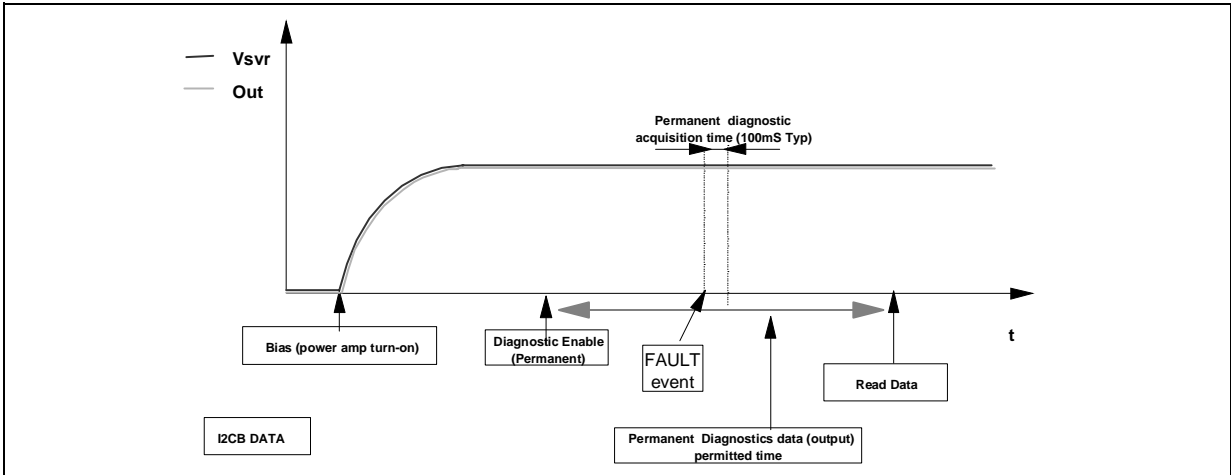 Vsvr
Out
Permanent diagnostic
acquisition time (100mS Typ)
t
Bias (power amp turn-on)
Diagnostic Enable
(Permanent)
FAULT
event
Read Data
I2CB DATA
Permanent Diagnostics data (output)
permitted time